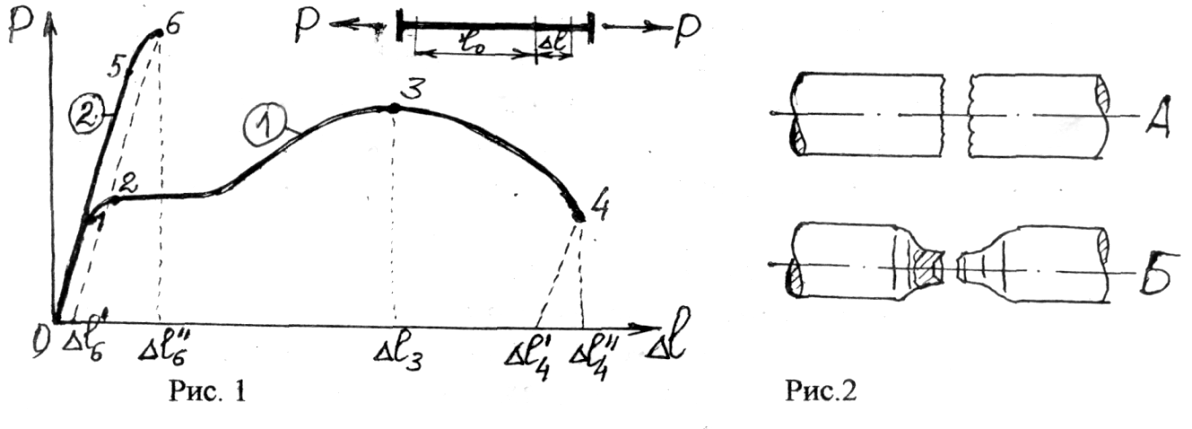 P
6
P
l₀
Δl
P
5
2
1
3
2
1
4
0
Δl₆'
Δl₆"
Δl₃
Δl₄'
Δl₄"
Δl
Рис. 1
А
Б
Рис.2